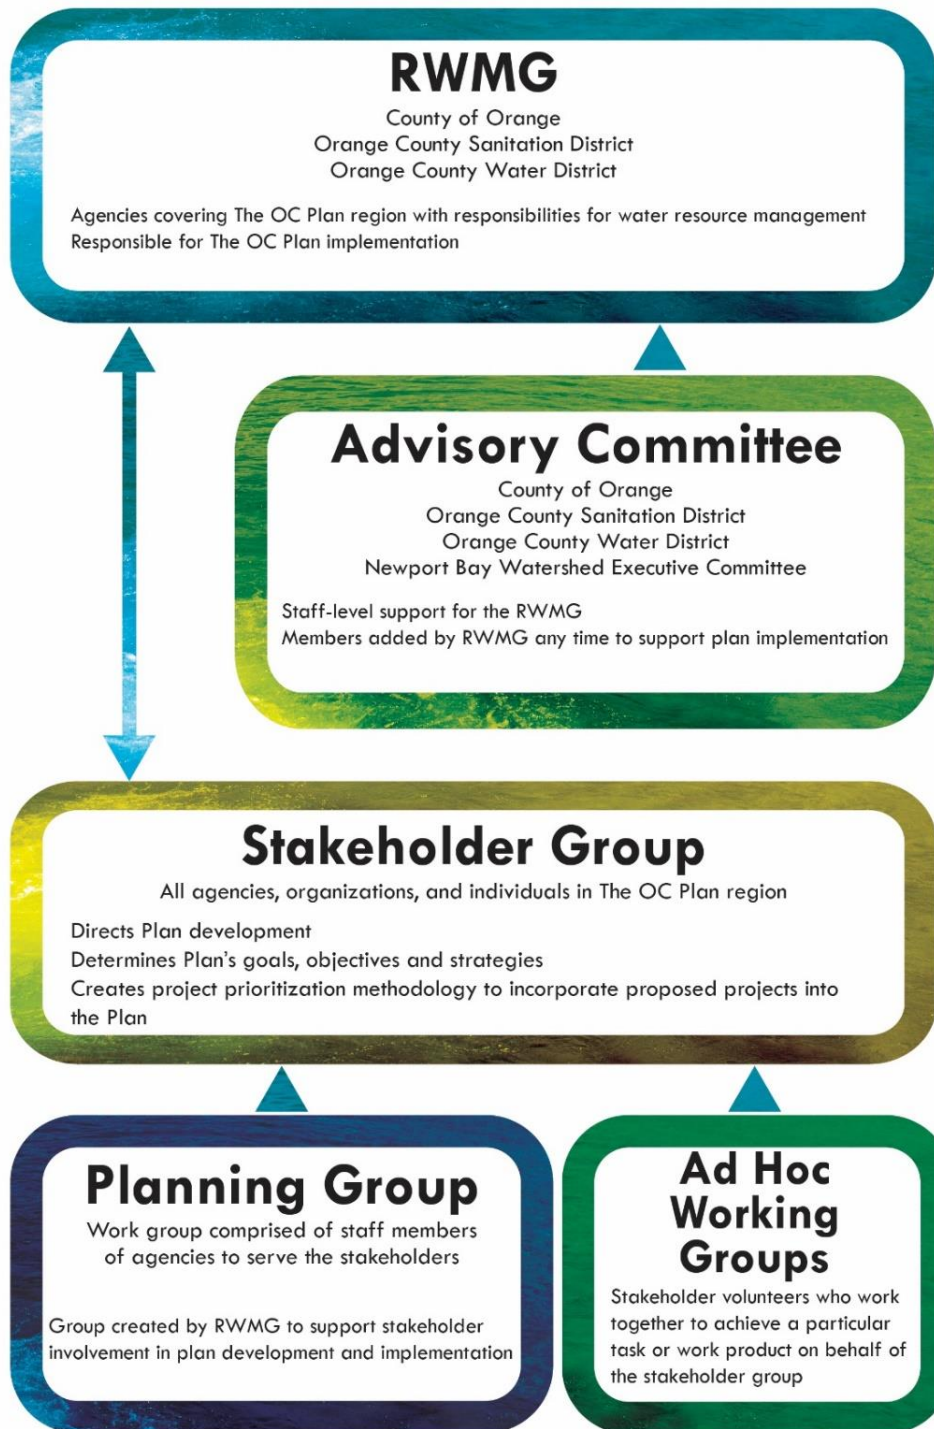 RWMG
County of Orange
Orange County Sanitation District
Orange County Water District
Agencies covering The OC Plan region with responsibilities for water resource management
Responsible for The OC Plan implementation
Advisory Committee
County of Orange
Orange County Sanitation District
Orange County Water District
Newport Bay Watershed Executive Committee
Staff-level support for the RWMG
Members added by RWMG any time to support plan implementation
Stakeholder Group
All agencies, organizations, and individuals in The OC Plan region
Directs Plan development
Determines Plan's goals, objectives and strategies
Creates project prioritization methodology to incorporate proposed projects into
the Plan
Planning Group
Work group comprised of staff members
of agencies to serve the stakeholders
Group created by RWMG to support stakeholder
involvement in plan development and implementation
Ad Hoc
Working
Groups
Stakeholder volunteers who work
together to achieve a particular
task or work product on behalf of
the stakeholder group